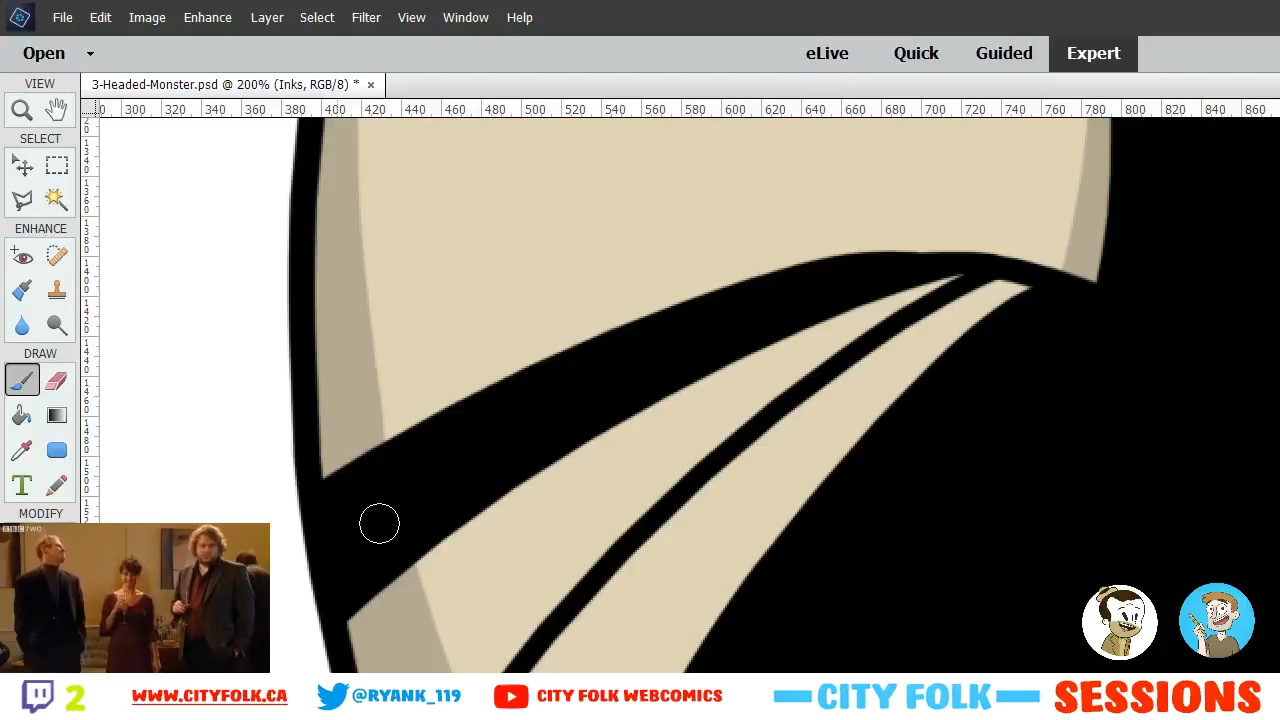 File Edit Image Enhance Layer Select Filter View Window Help
Open eLive Quick Guided Expert
VIEW 3-Headed-Monster.psd @ 200% (Inks, RGB/8) * ×
0 300 320 340 360 380 400 420 440 460 480 500 520 540 560 580 600 620 640 660 680 700 720 740 760 780 800 820 840 860
SELECT
ENHANCE
DRAW
T
MODIFY
BBC TWO
2 WWW.CITYFOLK.CA @RYANK_119 CITY FOLK WEBCOMICS CITY FOLK SESSIONS